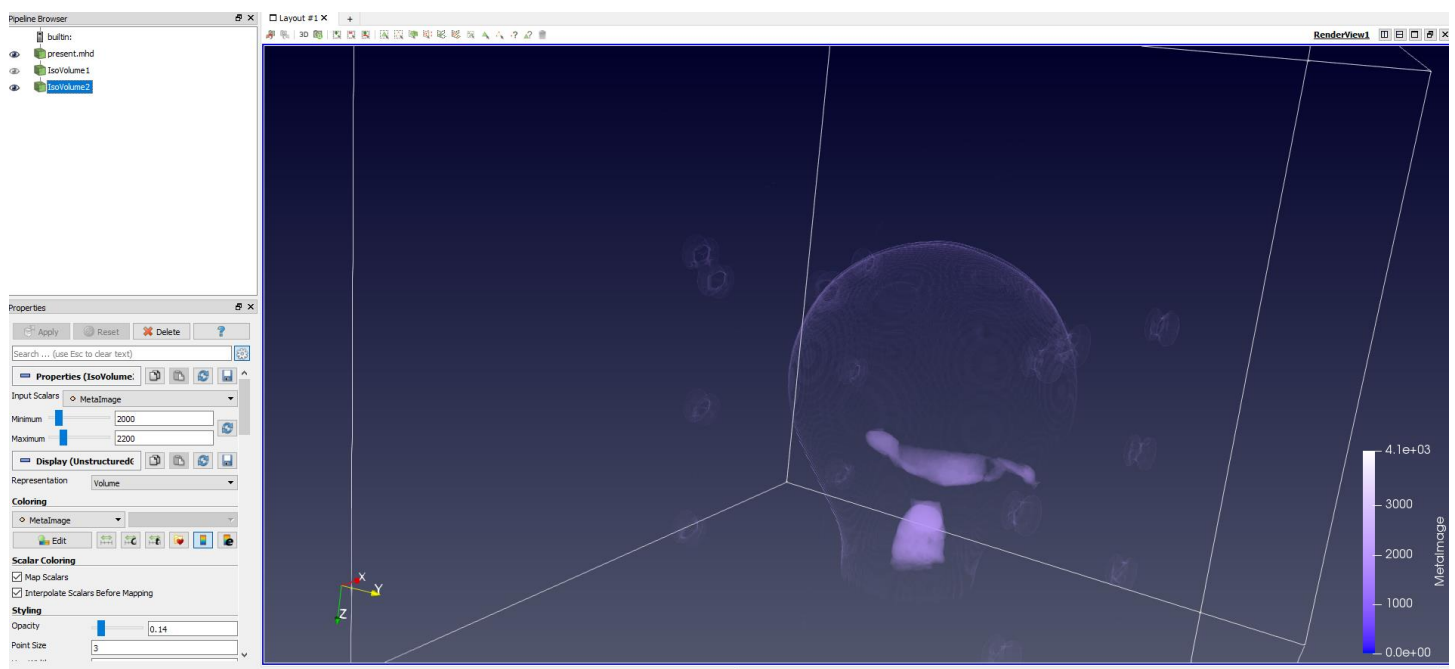 Pipeline Browser
builtin:
present.mhd
IsoVolume1
IsoVolume2
Properties
Apply Reset Delete ?
Search ... (use Esc to clear text)
Properties (IsoVolume:
Input Scalars MetaImage
Minimum 2000
Maximum 2200
Display (Unstructured
Representation Volume
Coloring
MetaImage
Edit
Scalar Coloring
Map Scalars
Interpolate Scalars Before Mapping
Styling
Opacity 0.14
Point Size 3
Layout #1 +
3D
RenderView1
X
Y
Z
4.1e+03
3000
2000
1000
0.0e+00
MetaImage